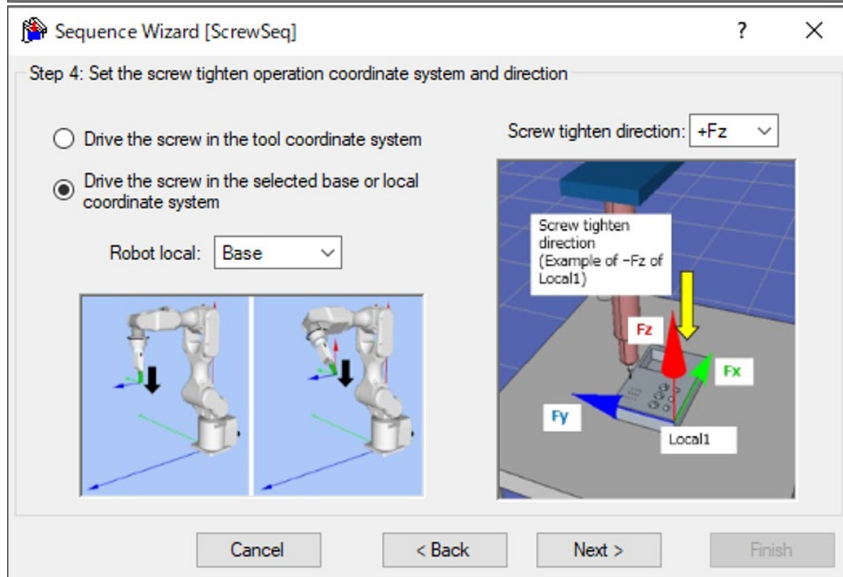 Sequence Wizard [ScrewSeq]
?
Step 4: Set the screw tighten operation coordinate system and direction
Drive the screw in the tool coordinate system
Drive the screw in the selected base or local
coordinate system
Robot local: Base
Screw tighten direction: +Fz
Screw tighten
direction
(Example of −Fz of
Local1)
Fz
Fx
Fy
Local1
Cancel
< Back
Next >
Finish